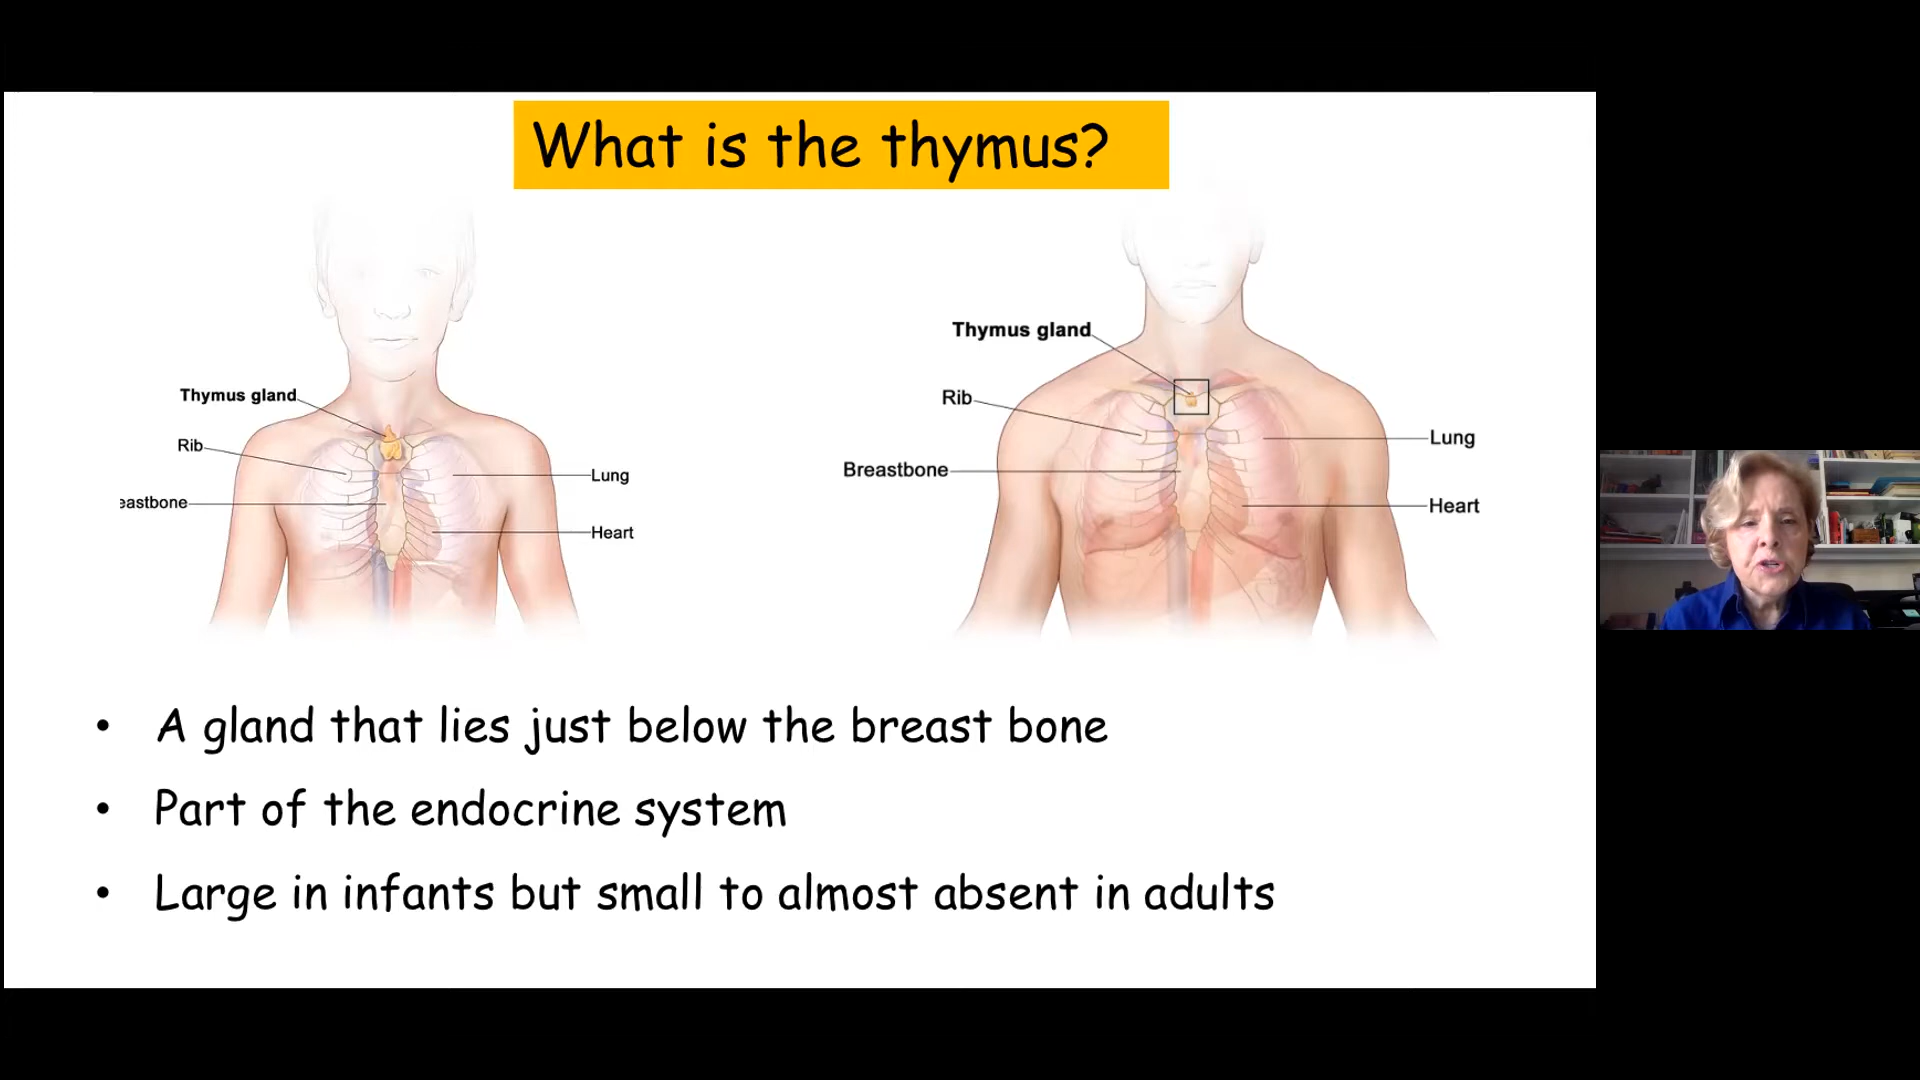 What is the thymus?
Thymus gland
Rib
eastbone
Lung
Heart
Thymus gland
Rib
Breastbone
Lung
Heart
• A gland that lies just below the breast bone
• Part of the endocrine system
• Large in infants but small to almost absent in adults